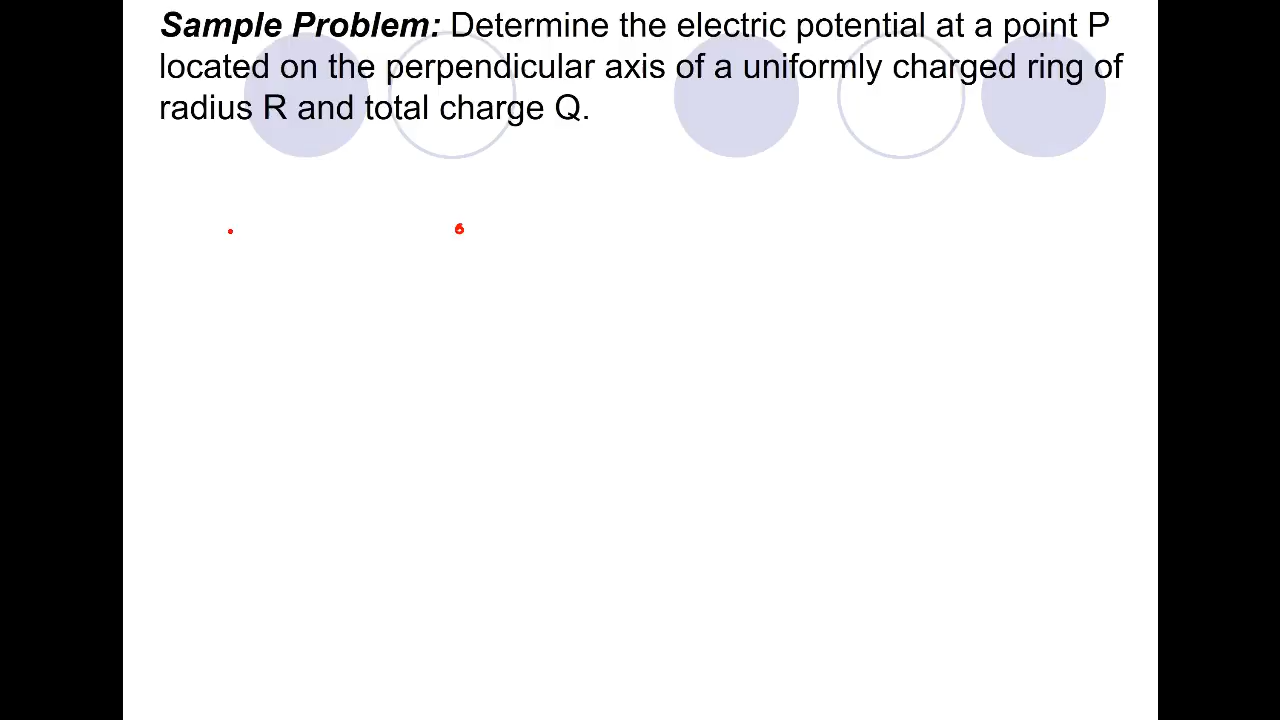 Sample Problem: Determine the electric potential at a point P
located on the perpendicular axis of a uniformly charged ring of
radius R and total charge Q.